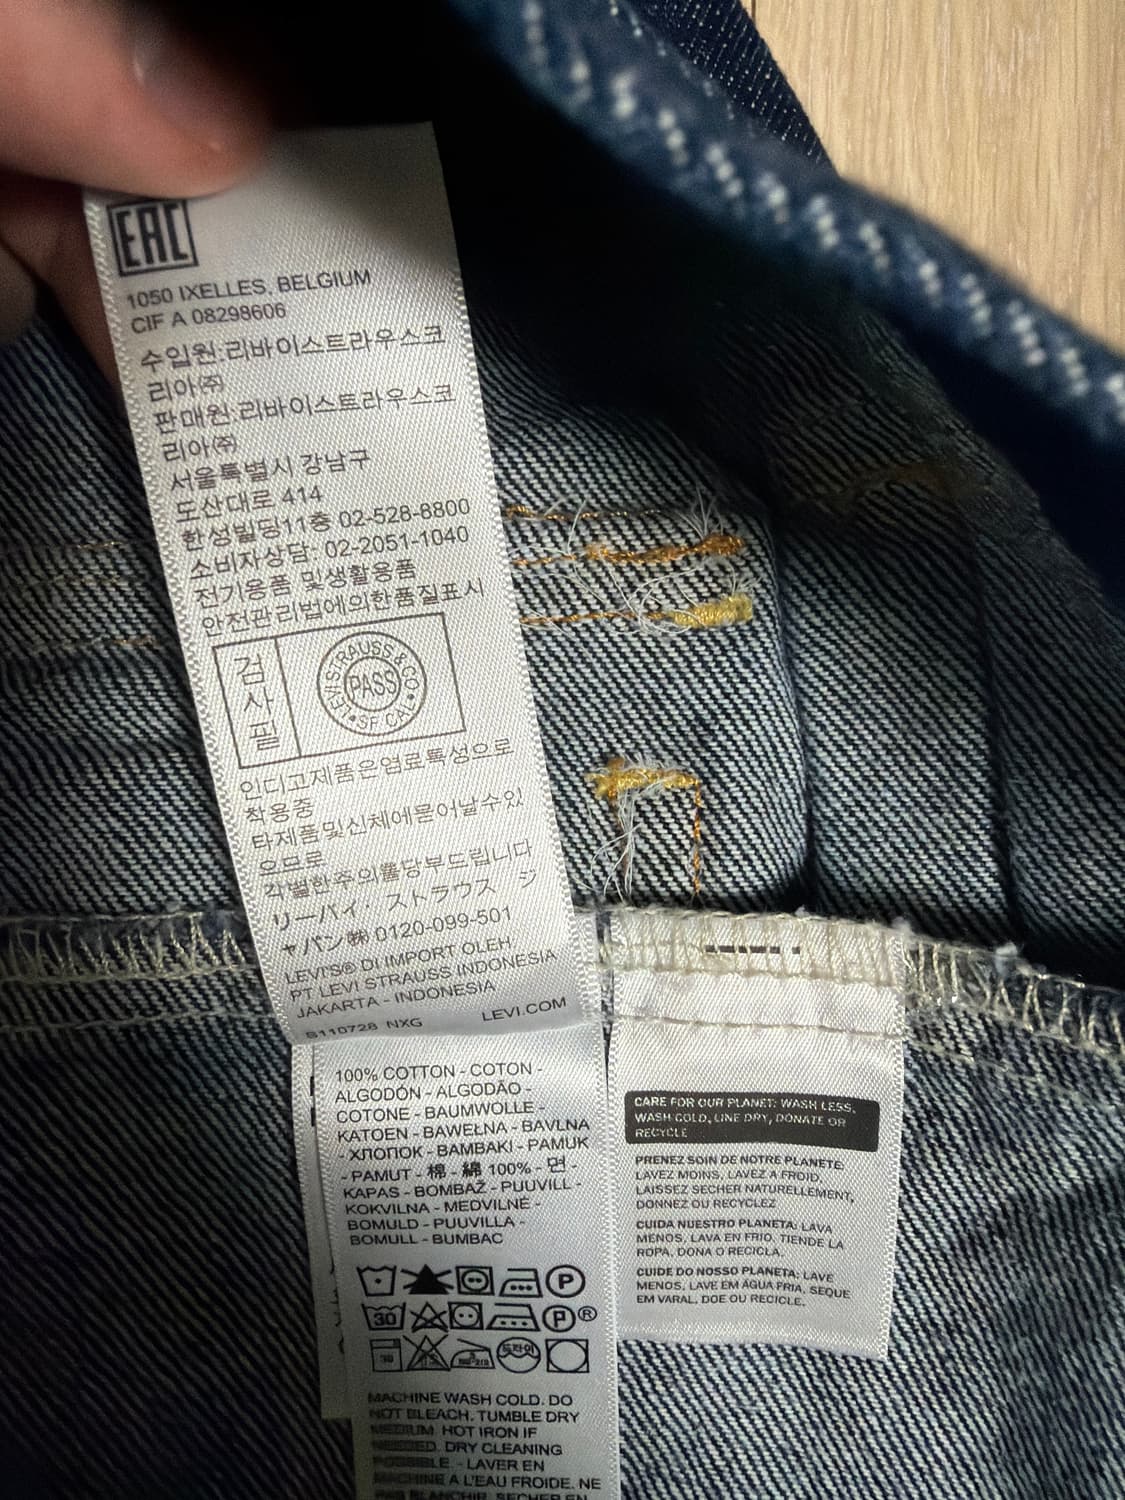 EAC
1050 IXELLES, BELGIUM
CIF A 08298606
수입원:리바이스트라우스코
리아㈜
판매원:리바이스트라우스코
리아㈜
서울특별시 강남구
도산대로 414
한성빌딩11층 02-528-8800
소비자상담- 02-2051-1040
전기용품 및생활용품
안전관리법에의한품질표시
검
사
필
LEVI STRAUSS & CO
PASS
SF CAL
인디고제품은염료특성으로
착용중
타제품및신체에묻어날수있
으므로
각별한주의를당부드립니다
リーバイ・ストラウス ジ
ャパン㈱ 0120-099-501
LEVI'S® DI IMPORT OLEH:
PT LEVI STRAUSS INDONESIA
JAKARTA - INDONESIA
S110728 NXG LEVI.COM
100% COTTON - COTON -
ALGODÓN - ALGODÃO -
COTONE - BAUMWOLLE -
KATOEN - BAWEŁNA - BAVLNA
- ХЛОПОК - BAMBAKI - PAMUK
- PAMUT - 棉 - 綿 100% - 면 -
KAPAS - BOMBAŽ - PUUVILL -
KOKVILNA - MEDVILNĖ -
BOMULD - PUUVILLA -
BOMULL - BUMBAC
P
30 P®
30 드라이
MACHINE WASH COLD. DO
NOT BLEACH. TUMBLE DRY
MEDIUM. HOT IRON IF
NEEDED. DRY CLEANING
POSSIBLE. - LAVER EN
MACHINE A L'EAU FROIDE. NE
PAS BLANCHIR. SECHER EN
CARE FOR OUR PLANET: WASH LESS,
WASH COLD, LINE DRY, DONATE OR
RECYCLE
PRENEZ SOIN DE NOTRE PLANETE:
LAVEZ MOINS, LAVEZ A FROID,
LAISSEZ SECHER NATURELLEMENT,
DONNEZ OU RECYCLEZ
CUIDA NUESTRO PLANETA: LAVA
MENOS, LAVA EN FRIO, TIENDE LA
ROPA, DONA O RECICLA.
CUIDE DO NOSSO PLANETA: LAVE
MENOS, LAVE EM ÁGUA FRIA, SEQUE
EM VARAL, DOE OU RECICLE.